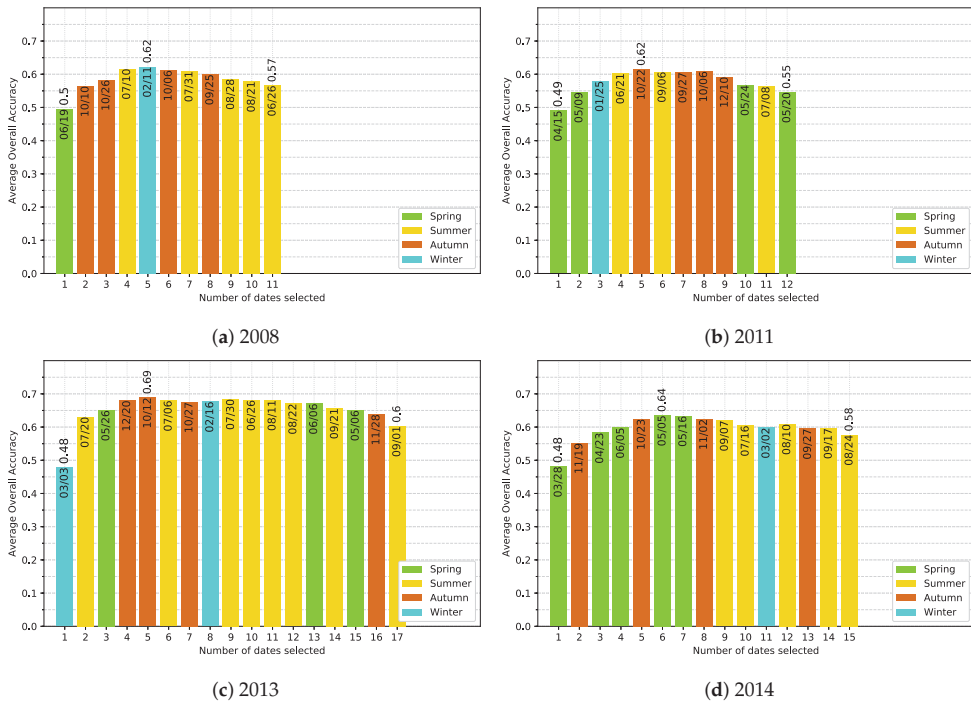 Average Overall Accuracy
0.7
0.6
0.5
0.4
0.3
0.2
0.1
0.0
06/19 0.5
10/10
10/26
07/10
02/11 0.62
10/06
07/31
09/25
08/28
08/21
06/26 0.57
Spring
Summer
Autumn
Winter
1 2 3 4 5 6 7 8 9 10 11
Number of dates selected
(a) 2008
Average Overall Accuracy
0.7
0.6
0.5
0.4
0.3
0.2
0.1
0.0
04/15 0.49
05/09
01/25
06/21
10/22 0.62
09/06
09/27
10/06
12/10
05/24
07/08
05/20 0.55
Spring
Summer
Autumn
Winter
1 2 3 4 5 6 7 8 9 10 11 12
Number of dates selected
(b) 2011
Average Overall Accuracy
0.7
0.6
0.5
0.4
0.3
0.2
0.1
0.0
03/03 0.48
07/20
05/26
12/20
10/12 0.69
07/06
10/27
02/16
07/30
06/26
08/11
08/22
06/06
09/21
05/06
11/28
09/01 0.6
Spring
Summer
Autumn
Winter
1 2 3 4 5 6 7 8 9 10 11 12 13 14 15 16 17
Number of dates selected
(c) 2013
Average Overall Accuracy
0.7
0.6
0.5
0.4
0.3
0.2
0.1
0.0
03/28 0.48
11/19
04/23
06/05
10/23
05/05 0.64
05/16
11/02
09/07
07/16
03/02
08/10
09/27
09/17
08/24 0.58
Spring
Summer
Autumn
Winter
1 2 3 4 5 6 7 8 9 10 11 12 13 14 15
Number of dates selected
(d) 2014